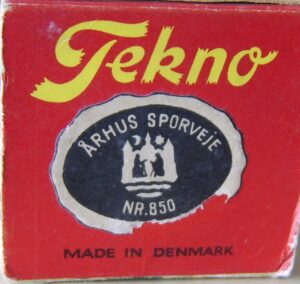 Tekno
ÅRHUS SPORVEJE
NR.850
MADE IN DENMARK